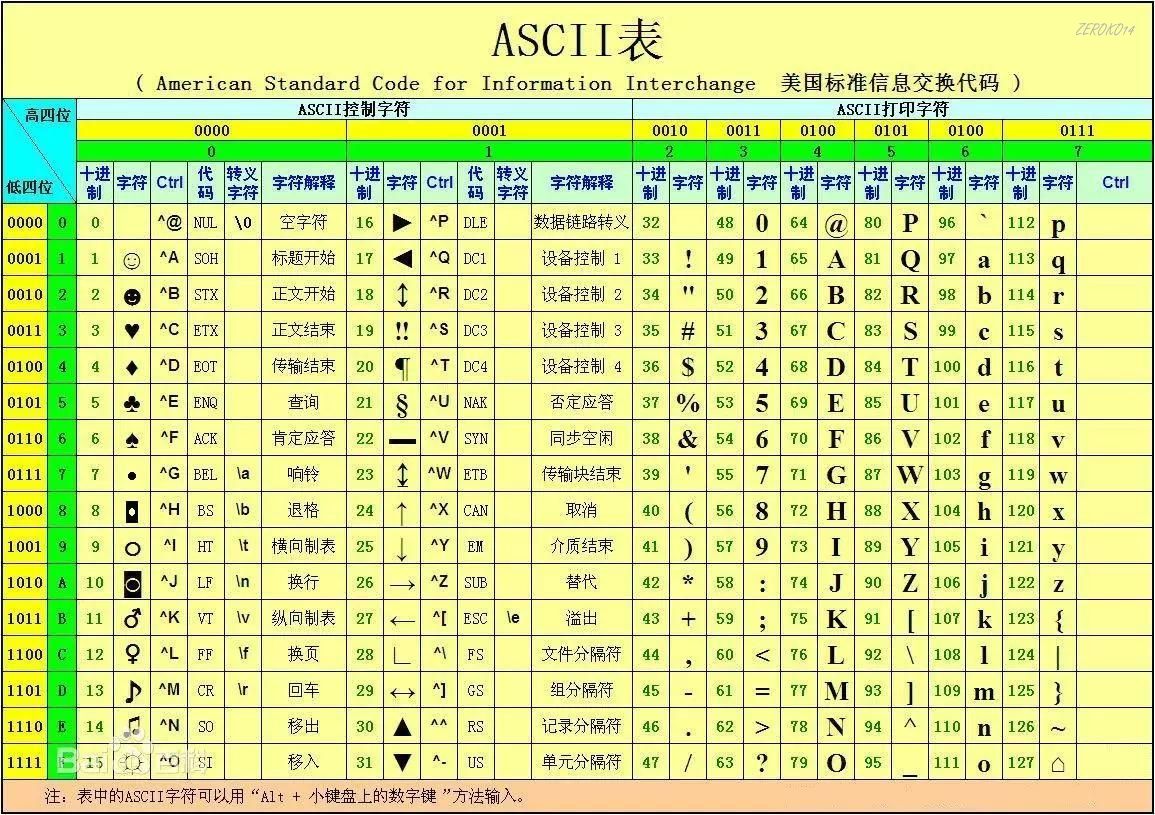 ZEROK014
ASCII表
( American Standard Code for Information Interchange 美国标准信息交换代码 )
高四位 ASCII控制字符 ASCII打印字符
0000 0001 0010 0011 0100 0101 0100 0111
0 1 2 3 4 5 6 7
低四位 十进制 字符 Ctrl 代码 转义字符 字符解释 十进制 字符 Ctrl 代码 转义字符 字符解释 十进制 字符 十进制 字符 十进制 字符 十进制 字符 十进制 字符 十进制 字符 Ctrl
0000 0 0 ^@ NUL \0 空字符 16 ► ^P DLE 数据链路转义 32 48 0 64 @ 80 P 96 ` 112 p
0001 1 1 ☺ ^A SOH 标题开始 17 ◄ ^Q DC1 设备控制 1 33 ! 49 1 65 A 81 Q 97 a 113 q
0010 2 2 ☻ ^B STX 正文开始 18 ↕ ^R DC2 设备控制 2 34 " 50 2 66 B 82 R 98 b 114 r
0011 3 3 ♥ ^C ETX 正文结束 19 ‼ ^S DC3 设备控制 3 35 # 51 3 67 C 83 S 99 c 115 s
0100 4 4 ♦ ^D EOT 传输结束 20 ¶ ^T DC4 设备控制 4 36 $ 52 4 68 D 84 T 100 d 116 t
0101 5 5 ♣ ^E ENQ 查询 21 § ^U NAK 否定应答 37 % 53 5 69 E 85 U 101 e 117 u
0110 6 6 ♠ ^F ACK 肯定应答 22 ▬ ^V SYN 同步空闲 38 & 54 6 70 F 86 V 102 f 118 v
0111 7 7 • ^G BEL \a 响铃 23 ↨ ^W ETB 传输块结束 39 ' 55 7 71 G 87 W 103 g 119 w
1000 8 8 ◘ ^H BS \b 退格 24 ↑ ^X CAN 取消 40 ( 56 8 72 H 88 X 104 h 120 x
1001 9 9 ○ ^I HT \t 横向制表 25 ↓ ^Y EM 介质结束 41 ) 57 9 73 I 89 Y 105 i 121 y
1010 A 10 ◙ ^J LF \n 换行 26 → ^Z SUB 替代 42 * 58 : 74 J 90 Z 106 j 122 z
1011 B 11 ♂ ^K VT \v 纵向制表 27 ← ^[ ESC \e 溢出 43 + 59 ; 75 K 91 [ 107 k 123 {
1100 C 12 ♀ ^L FF \f 换页 28 ∟ ^\ FS 文件分隔符 44 , 60 < 76 L 92 \ 108 l 124 |
1101 D 13 ♪ ^M CR \r 回车 29 ↔ ^] GS 组分隔符 45 - 61 = 77 M 93 ] 109 m 125 }
1110 E 14 ♫ ^N SO 移出 30 ▲ ^^ RS 记录分隔符 46 . 62 > 78 N 94 ^ 110 n 126 ~
1111 15 ☼ ^O SI 移入 31 ▼ ^- US 单元分隔符 47 / 63 ? 79 O 95 _ 111 o 127 ⌂
Bai 百科
注：表中的ASCII字符可以用“Alt + 小键盘上的数字键”方法输入。